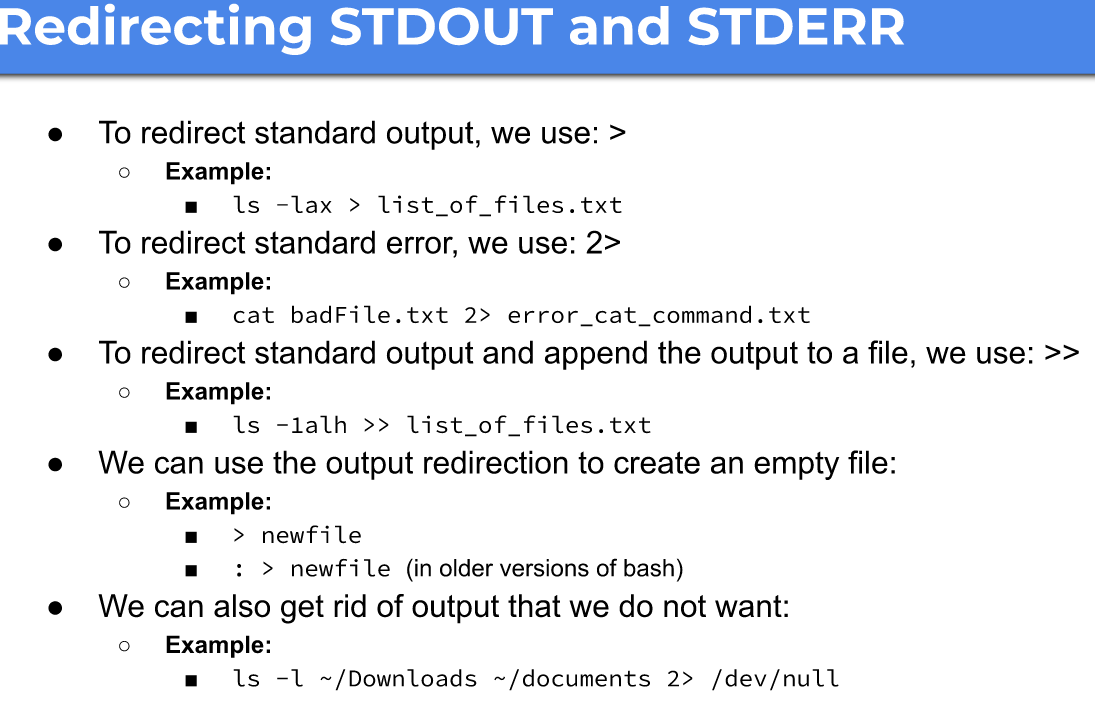 Redirecting STDOUT and STDERR
● To redirect standard output, we use: >
○ Example:
■ ls -lax > list_of_files.txt
● To redirect standard error, we use: 2>
○ Example:
■ cat badFile.txt 2> error_cat_command.txt
● To redirect standard output and append the output to a file, we use: >>
○ Example:
■ ls -1alh >> list_of_files.txt
● We can use the output redirection to create an empty file:
○ Example:
■ > newfile
■ : > newfile (in older versions of bash)
● We can also get rid of output that we do not want:
○ Example:
■ ls -l ~/Downloads ~/documents 2> /dev/null